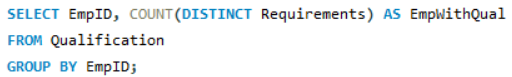 SELECT EmpID, COUNT(DISTINCT Requirements) AS EmpWithQual
FROM Qualification
GROUP BY EmpID;